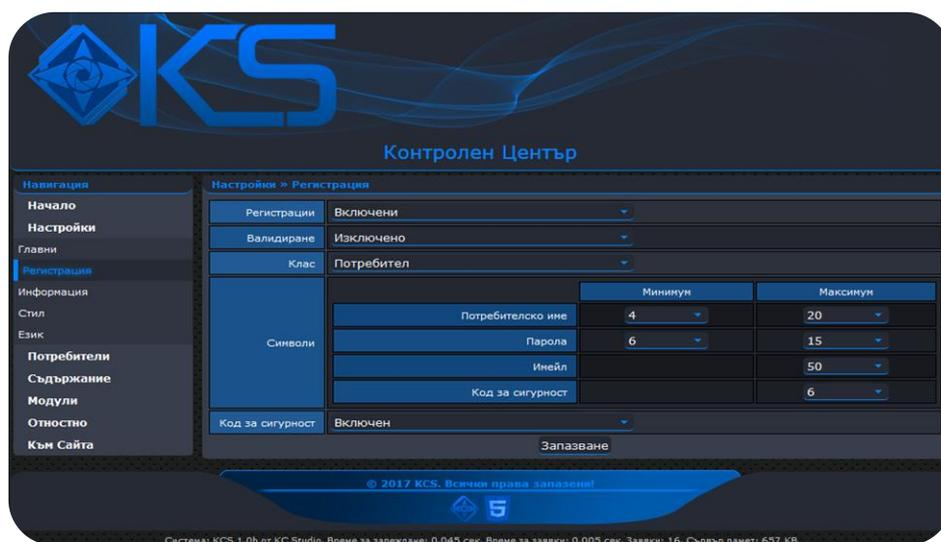 KS
Контролен Център
Навигация
Настройки » Регистрация
Начало
Настройки
Главни
Регистрация
Информация
Стил
Език
Потребители
Съдържание
Модули
Относно
Към Сайта
Регистрации Включени
Валидиране Изключено
Клас Потребител
Символи
Минимум Максимум
Потребителско име 4 20
Парола 6 15
Имейл 50
Код за сигурност 6
Код за сигурност Включен
Запазване
© 2017 KCS. Всички права запазени!
KCS 5
Система: KCS 1.0b от KC Studio. Време за зареждане: 0.045 сек. Време за заявки: 0.005 сек. Заявки: 16. Сървър памет: 657 KB